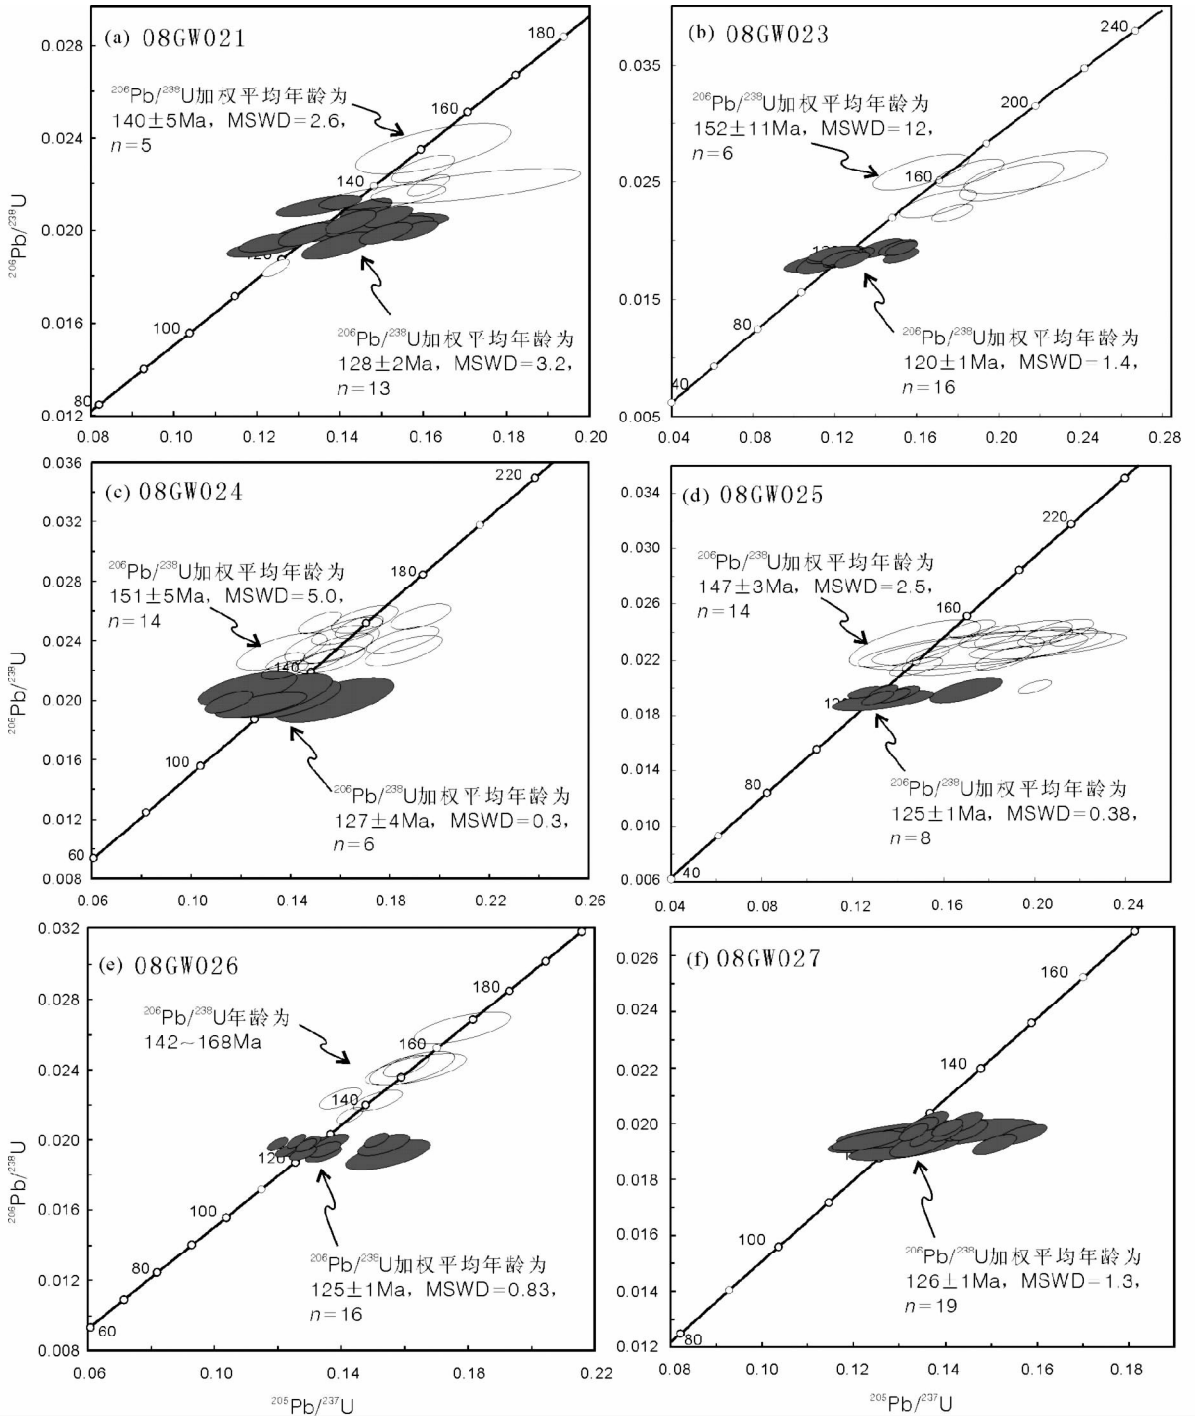 (a) 08GW021
²⁰⁶Pb/²³⁸U加权平均年龄为
140±5Ma, MSWD=2.6,
n=5
²⁰⁶Pb/²³⁸U加权平均年龄为
128±2Ma, MSWD=3.2,
n=13
80
100
140
160
180
0.028
0.024
0.020
0.016
0.012
0.08 0.10 0.12 0.14 0.16 0.18 0.20
²⁰⁶Pb/²³⁸U
(b) 08GW023
²⁰⁶Pb/²³⁸U加权平均年龄为
152±11Ma, MSWD=12,
n=6
²⁰⁶Pb/²³⁸U加权平均年龄为
120±1Ma, MSWD=1.4,
n=16
40
80
160
200
240
0.035
0.025
0.015
0.005
0.04 0.08 0.12 0.16 0.20 0.24 0.28
(c) 08GW024
²⁰⁶Pb/²³⁸U加权平均年龄为
151±5Ma, MSWD=5.0,
n=14
²⁰⁶Pb/²³⁸U加权平均年龄为
127±4Ma, MSWD=0.3,
n=6
60
100
140
180
220
0.036
0.032
0.028
0.024
0.020
0.016
0.012
0.008
0.06 0.10 0.14 0.18 0.22 0.26
²⁰⁶Pb/²³⁸U
(d) 08GW025
²⁰⁶Pb/²³⁸U加权平均年龄为
147±3Ma, MSWD=2.5,
n=14
²⁰⁶Pb/²³⁸U加权平均年龄为
125±1Ma, MSWD=0.38,
n=8
40
80
160
220
0.034
0.030
0.026
0.022
0.018
0.014
0.010
0.006
0.04 0.08 0.12 0.16 0.20 0.24
(e) 08GW026
²⁰⁶Pb/²³⁸U年龄为
142~168Ma
²⁰⁶Pb/²³⁸U加权平均年龄为
125±1Ma, MSWD=0.83,
n=16
60
80
100
120
140
160
180
0.032
0.028
0.024
0.020
0.016
0.012
0.008
0.06 0.08 0.10 0.12 0.14 0.16 0.18 0.20 0.22
²⁰⁶Pb/²³⁸U
²⁰⁵Pb/²³⁷U
(f) 08GW027
²⁰⁶Pb/²³⁸U加权平均年龄为
126±1Ma, MSWD=1.3,
n=19
80
100
140
160
0.026
0.024
0.022
0.020
0.018
0.016
0.014
0.012
0.08 0.10 0.12 0.14 0.16 0.18
²⁰⁵Pb/²³⁷U